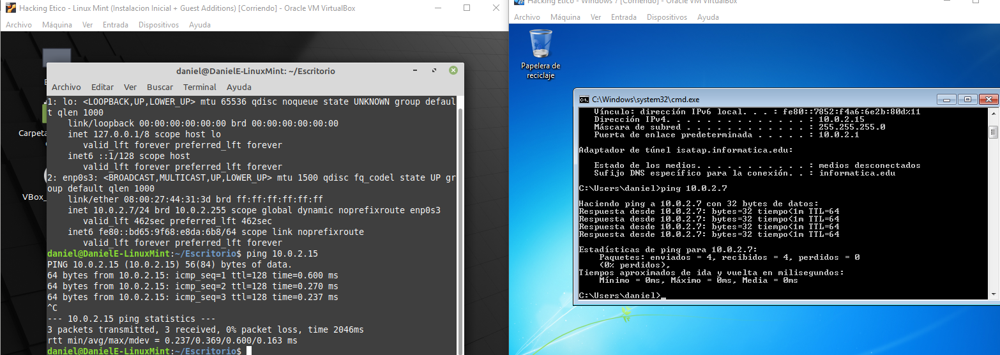 Hacking Etico - Linux Mint (Instalacion Inicial + Guest Additions) [Corriendo] - Oracle VM VirtualBox
Archivo Máquina Ver Entrada Dispositivos Ayuda
Carpeta
VBox_
daniel@DanielE-LinuxMint: ~/Escritorio
Archivo Editar Ver Buscar Terminal Ayuda
1: lo: <LOOPBACK,UP,LOWER_UP> mtu 65536 qdisc noqueue state UNKNOWN group defaul
t qlen 1000
link/loopback 00:00:00:00:00:00 brd 00:00:00:00:00:00
inet 127.0.0.1/8 scope host lo
valid_lft forever preferred_lft forever
inet6 ::1/128 scope host
valid_lft forever preferred_lft forever
2: enp0s3: <BROADCAST,MULTICAST,UP,LOWER_UP> mtu 1500 qdisc fq_codel state UP gr
oup default qlen 1000
link/ether 08:00:27:44:31:3d brd ff:ff:ff:ff:ff:ff
inet 10.0.2.7/24 brd 10.0.2.255 scope global dynamic noprefixroute enp0s3
valid_lft 462sec preferred_lft 462sec
inet6 fe80::bd65:9f68:e8da:6b8/64 scope link noprefixroute
valid_lft forever preferred_lft forever
daniel@DanielE-LinuxMint:~/Escritorio$ ping 10.0.2.15
PING 10.0.2.15 (10.0.2.15) 56(84) bytes of data.
64 bytes from 10.0.2.15: icmp_seq=1 ttl=128 time=0.600 ms
64 bytes from 10.0.2.15: icmp_seq=2 ttl=128 time=0.270 ms
64 bytes from 10.0.2.15: icmp_seq=3 ttl=128 time=0.237 ms
^C
--- 10.0.2.15 ping statistics ---
3 packets transmitted, 3 received, 0% packet loss, time 2046ms
rtt min/avg/max/mdev = 0.237/0.369/0.600/0.163 ms
daniel@DanielE-LinuxMint:~/Escritorio$
Hacking Etico - Windows 7 [Corriendo] - Oracle VM VirtualBox
Archivo Máquina Ver Entrada Dispositivos Ayuda
Papelera de
reciclaje
C:\Windows\system32\cmd.exe
Vínculo: dirección IPv6 local. . . : fe80::7852:f4a6:6e2b:80d%11
Dirección IPv4. . . . . . . . . . . . . . : 10.0.2.15
Máscara de subred . . . . . . . . . . . . : 255.255.255.0
Puerta de enlace predeterminada . . . . . : 10.0.2.1
Adaptador de túnel isatap.informatica.edu:
Estado de los medios. . . . . . . . . . . : medios desconectados
Sufijo DNS específico para la conexión. . : informatica.edu
C:\Users\daniel>ping 10.0.2.7
Haciendo ping a 10.0.2.7 con 32 bytes de datos:
Respuesta desde 10.0.2.7: bytes=32 tiempo<1m TTL=64
Respuesta desde 10.0.2.7: bytes=32 tiempo<1m TTL=64
Respuesta desde 10.0.2.7: bytes=32 tiempo<1m TTL=64
Respuesta desde 10.0.2.7: bytes=32 tiempo<1m TTL=64
Estadísticas de ping para 10.0.2.7:
Paquetes: enviados = 4, recibidos = 4, perdidos = 0
(0% perdidos),
Tiempos aproximados de ida y vuelta en milisegundos:
Mínimo = 0ms, Máximo = 0ms, Media = 0ms
C:\Users\daniel>_